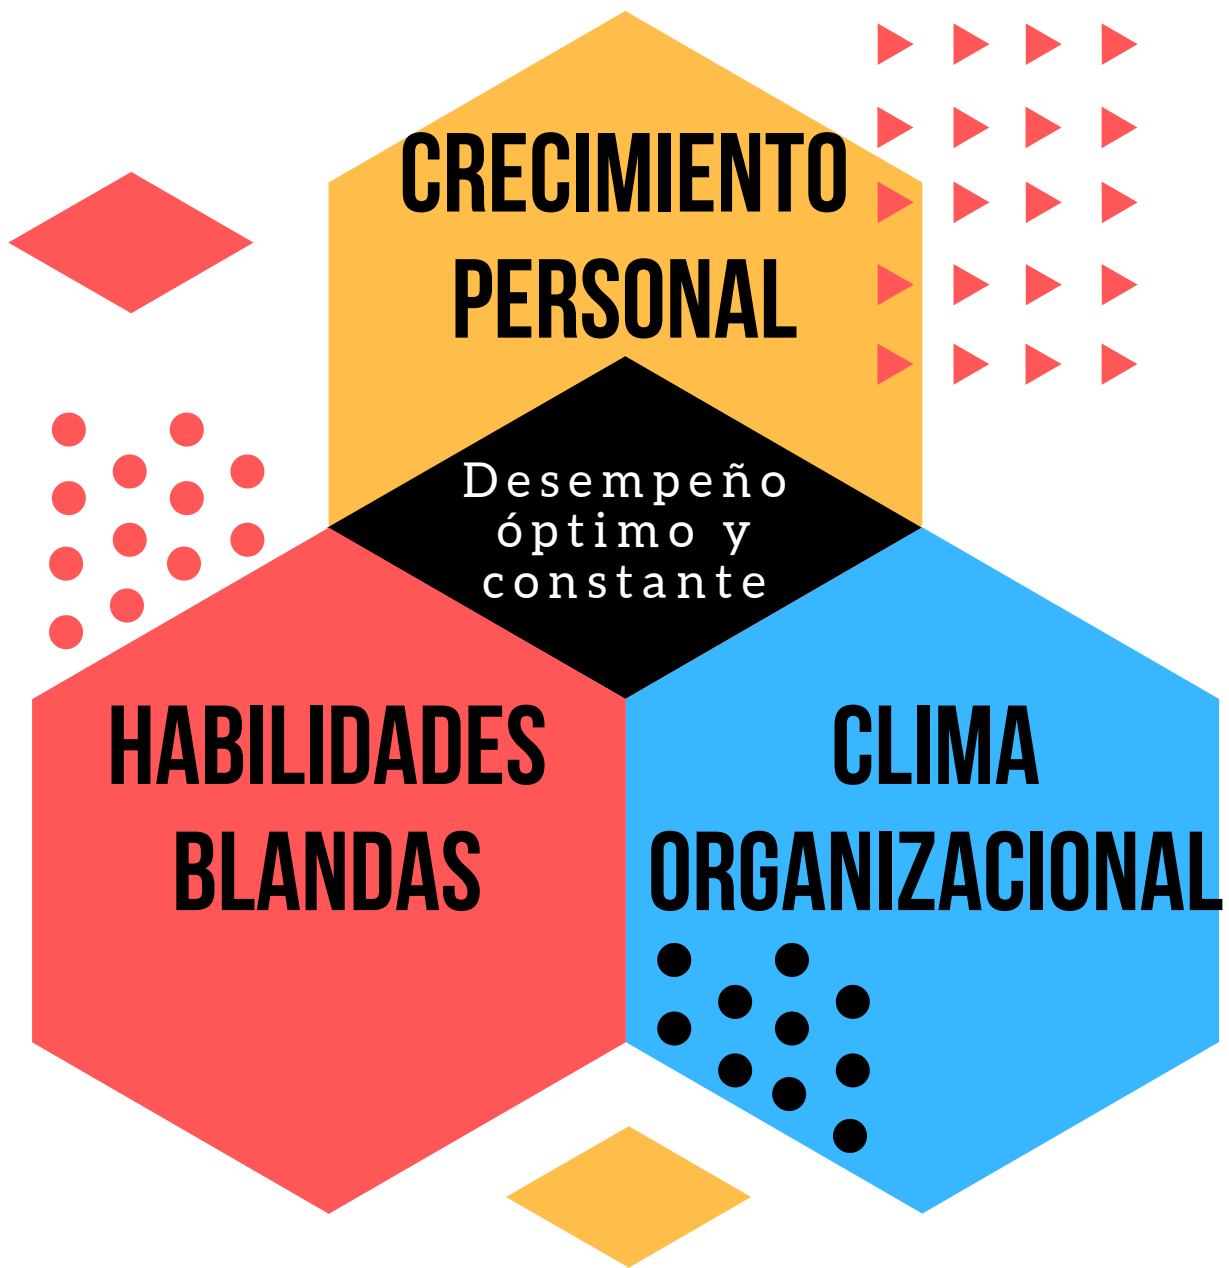 CRECIMIENTO
PERSONAL
Desempeño
óptimo y
constante
HABILIDADES
BLANDAS
CLIMA
ORGANIZACIONAL